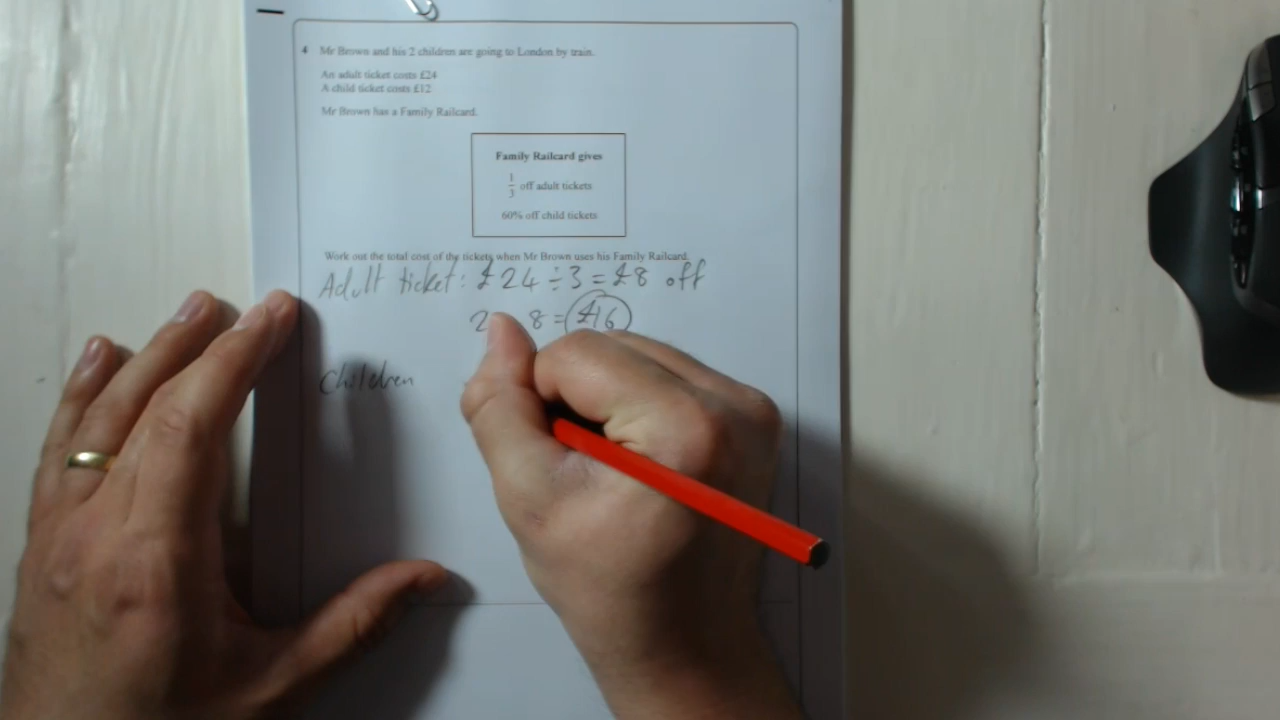 4 Mr Brown and his 2 children are going to London by train.
An adult ticket costs £24
A child ticket costs £12
Mr Brown has a Family Railcard.
Family Railcard gives
1/3 off adult tickets
60% off child tickets
Work out the total cost of the tickets when Mr Brown uses his Family Railcard.
Adult ticket: £24 ÷ 3 = £8 off
2 8 = £16
Children